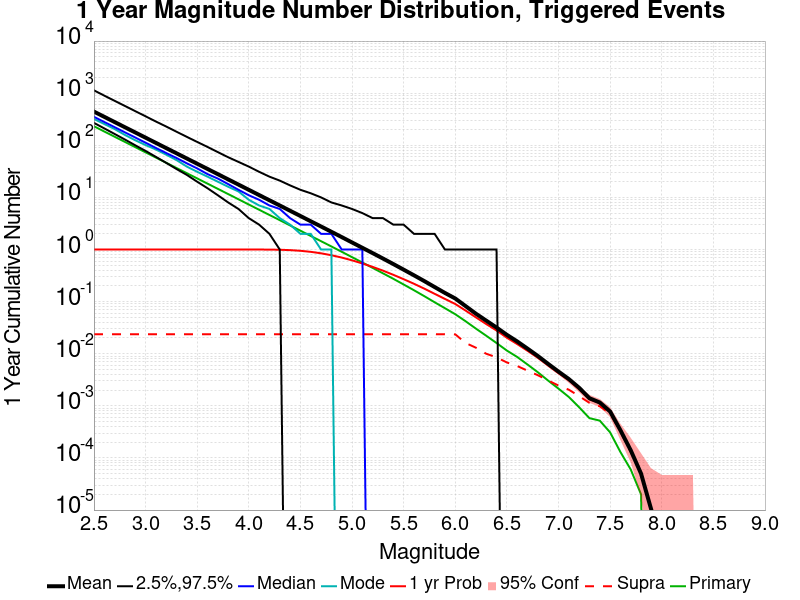 1 Year Magnitude Number Distribution, Triggered Events
1 Year Cumulative Number
10^4
10^3
10^2
10^1
10^0
10^-1
10^-2
10^-3
10^-4
10^-5
2.5 3.0 3.5 4.0 4.5 5.0 5.5 6.0 6.5 7.0 7.5 8.0 8.5 9.0
Magnitude
Mean 2.5%,97.5% Median Mode 1 yr Prob 95% Conf Supra Primary